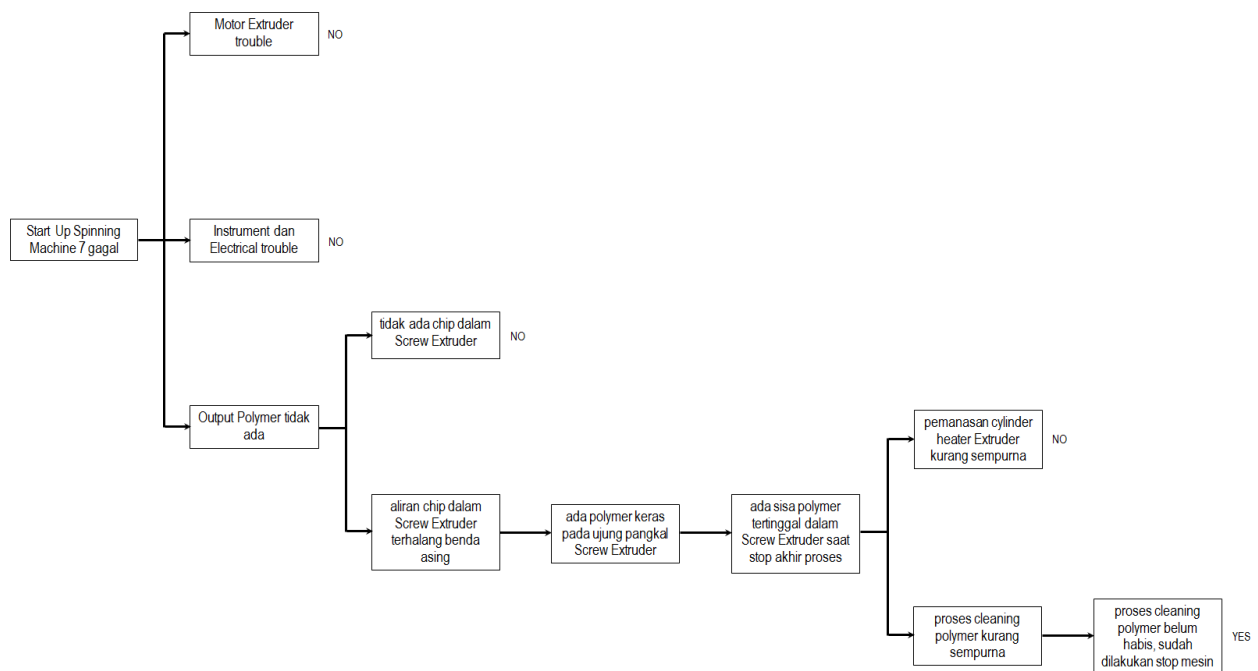 Motor Extruder
trouble
NO
Start Up Spinning
Machine 7 gagal
Instrument dan
Electrical trouble
NO
tidak ada chip dalam
Screw Extruder
NO
Output Polymer tidak
ada
pemanasan cylinder
heater Extruder
kurang sempurna
NO
aliran chip dalam
Screw Extruder
terhalang benda
asing
ada polymer keras
pada ujung pangkal
Screw Extruder
ada sisa polymer
tertinggal dalam
Screw Extruder saat
stop akhir proses
proses cleaning
polymer kurang
sempurna
proses cleaning
polymer belum
habis, sudah
dilakukan stop mesin
YES